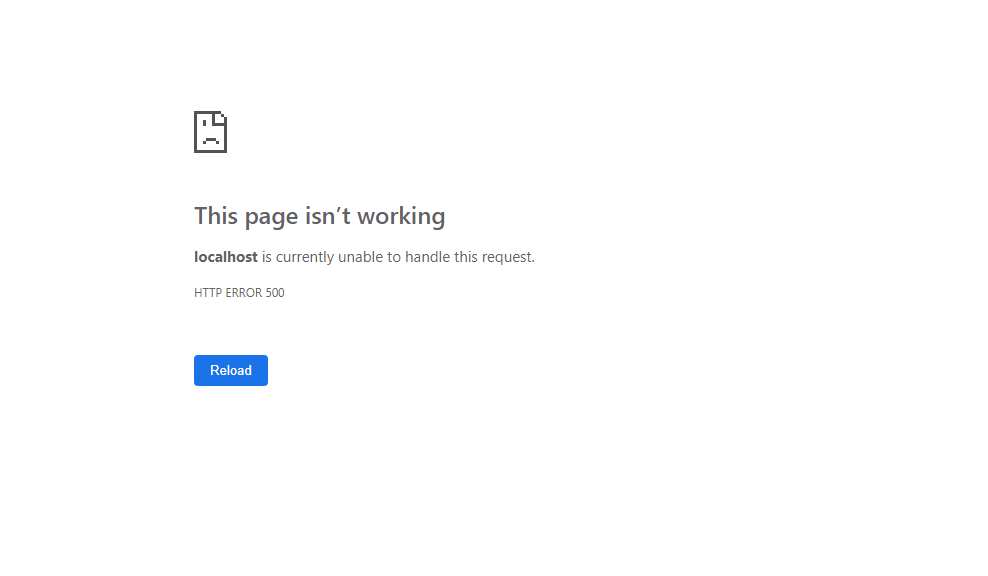 This page isn’t working
localhost is currently unable to handle this request.
HTTP ERROR 500
Reload